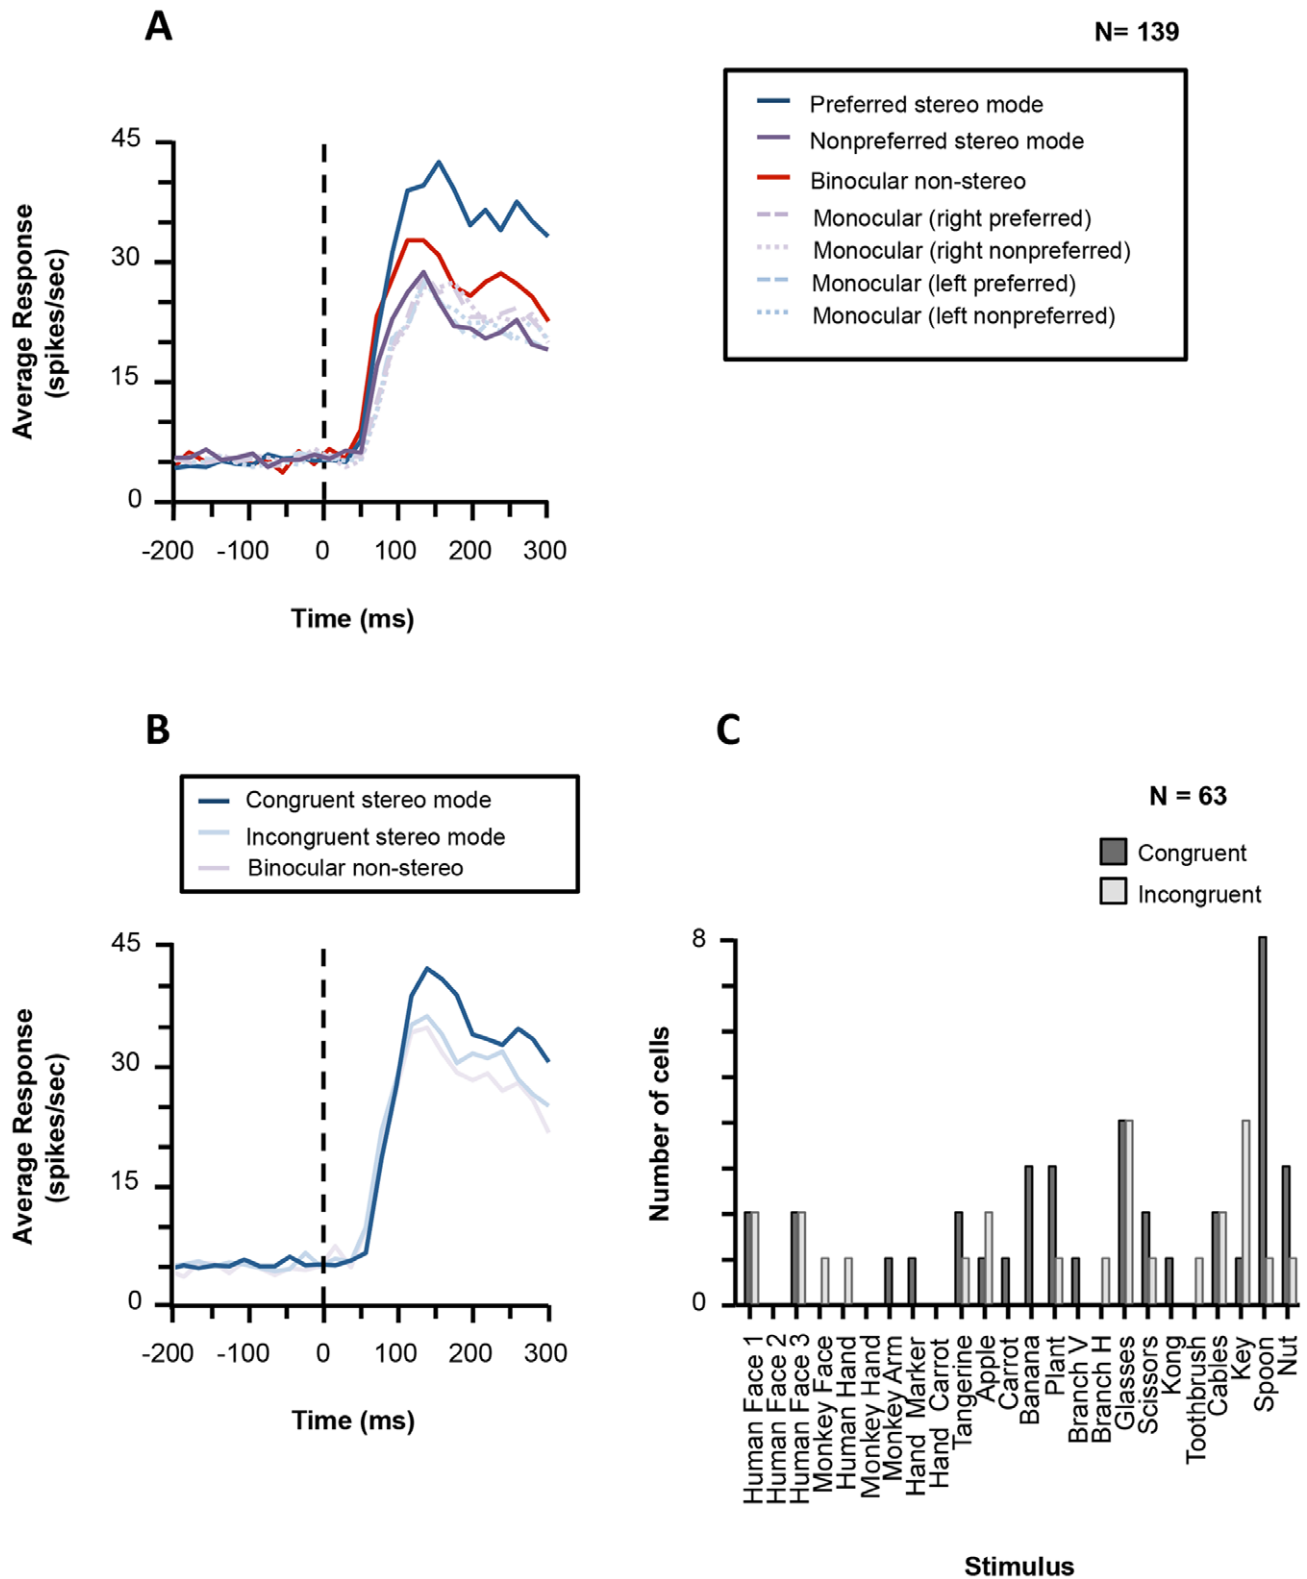 A
N= 139
Preferred stereo mode
Nonpreferred stereo mode
Binocular non-stereo
Monocular (right preferred)
Monocular (right nonpreferred)
Monocular (left preferred)
Monocular (left nonpreferred)
Average Response
(spikes/sec)
45
30
15
0
-200 -100 0 100 200 300
Time (ms)
B
Congruent stereo mode
Incongruent stereo mode
Binocular non-stereo
Average Response
(spikes/sec)
45
30
15
0
-200 -100 0 100 200 300
Time (ms)
C
N = 63
Congruent
Incongruent
Number of cells
8
0
Human Face 1
Human Face 2
Human Face 3
Monkey Face
Human Hand
Monkey Hand
Monkey Arm
Hand Marker
Hand Carrot
Tangerine
Apple
Carrot
Banana
Plant
Branch V
Branch H
Glasses
Scissors
Kong
Toothbrush
Cables
Key
Spoon
Nut
Stimulus